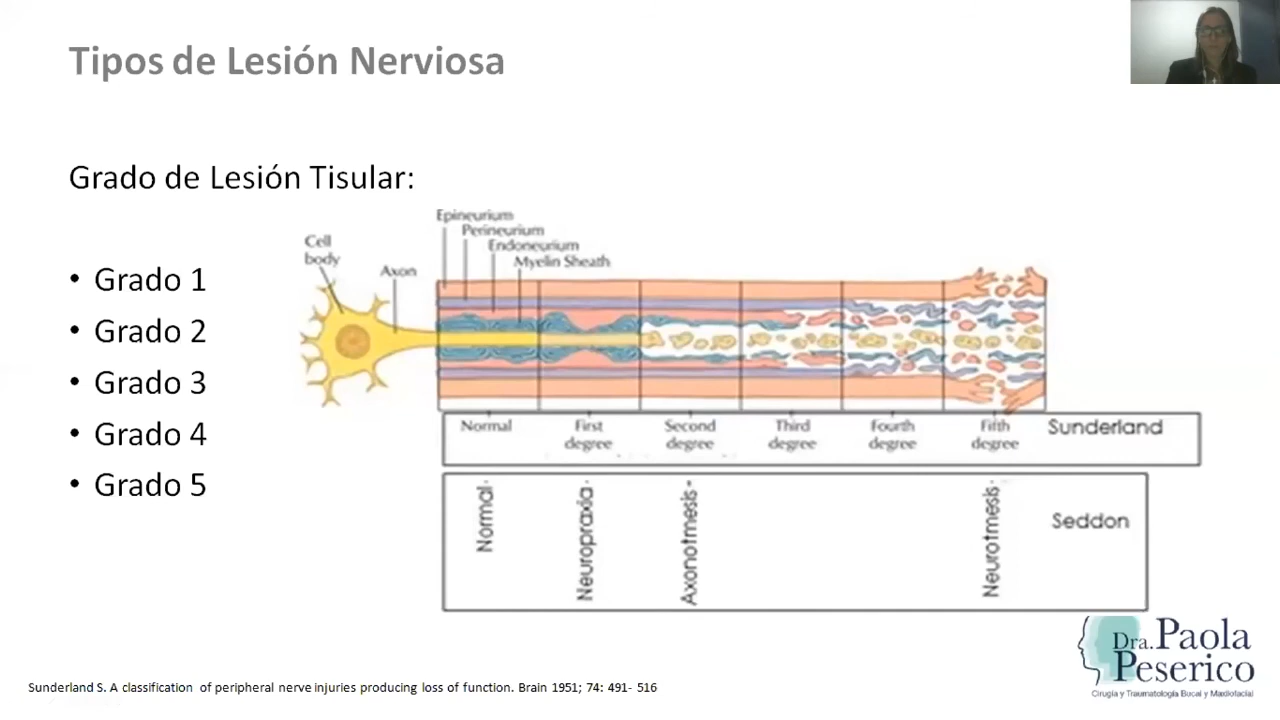 Tipos de Lesión Nerviosa
Grado de Lesión Tisular:
• Grado 1
• Grado 2
• Grado 3
• Grado 4
• Grado 5
Epineurium
Perineurium
Endoneurium
Myelin Sheath
Cell
body
Axon
Normal
First
degree
Second
degree
Third
degree
Fourth
degree
Fifth
degree
Sunderland
Normal
Neuropraxia
Axonotmesis
Neurotmesis
Seddon
Dra. Paola
Peserico
Cirugía y Traumatología Bucal y Maxilofacial
Sunderland S. A classification of peripheral nerve injuries producing loss of function. Brain 1951; 74: 491- 516